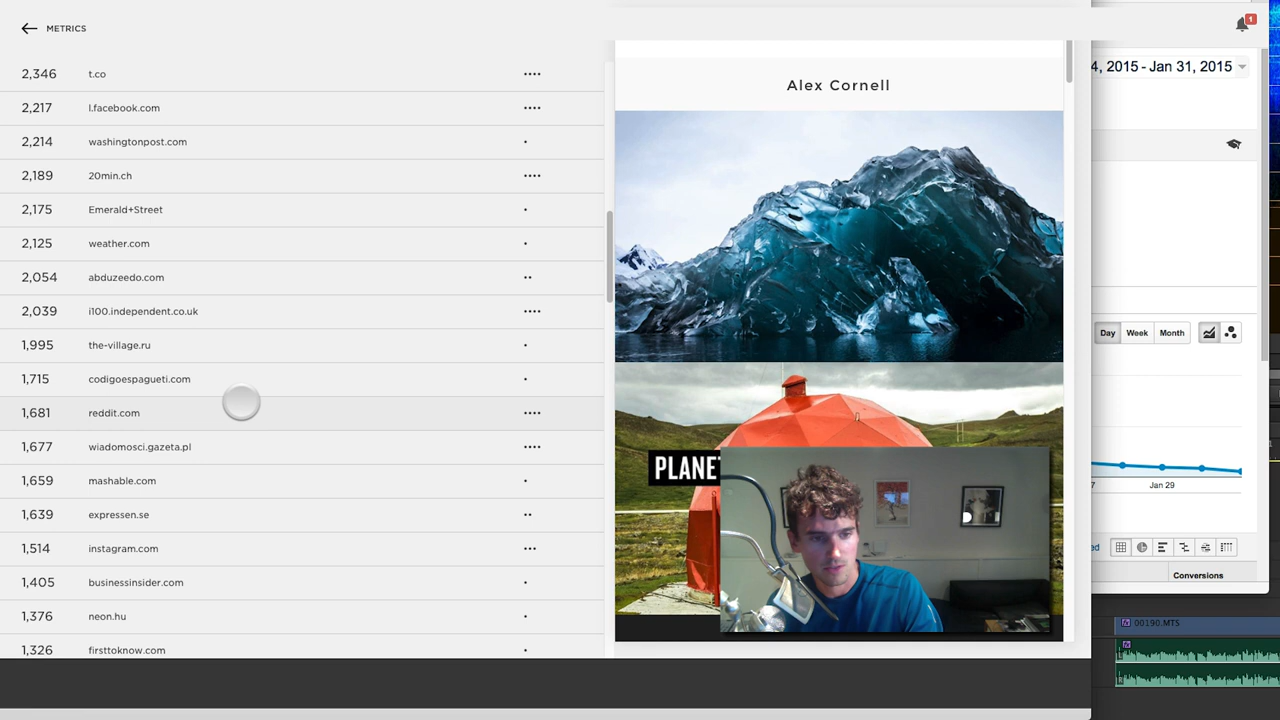 METRICS
1
4, 2015 - Jan 31, 2015
2,346 t.co
2,217 l.facebook.com
2,214 washingtonpost.com
2,189 20min.ch
2,175 Emerald+Street
2,125 weather.com
2,054 abduzeedo.com
2,039 i100.independent.co.uk
1,995 the-village.ru
1,715 codigoespagueti.com
1,681 reddit.com
1,677 wiadomosci.gazeta.pl
1,659 mashable.com
1,639 expressen.se
1,514 instagram.com
1,405 businessinsider.com
1,376 neon.hu
1,326 firsttoknow.com
Alex Cornell
PLANET
Day Week Month
7 Jan 29
ed
Conversions
00190.MTS